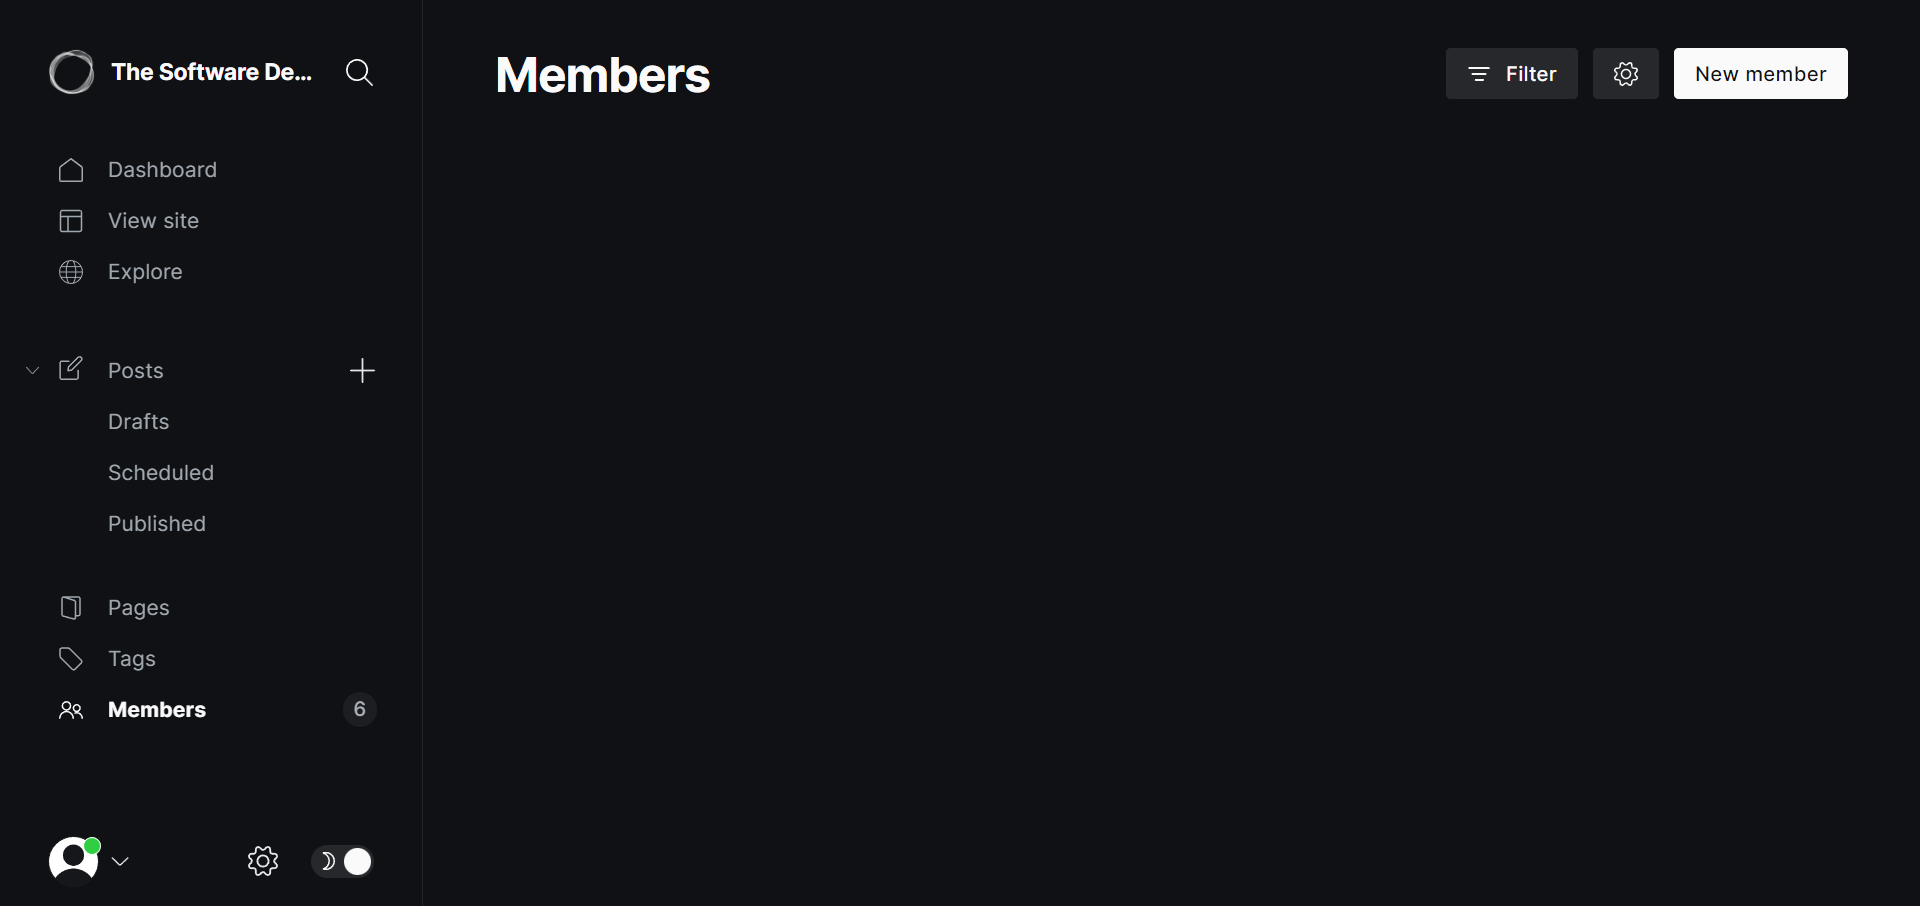 The Software De...
Dashboard
View site
Explore
Posts
Drafts
Scheduled
Published
Pages
Tags
Members
6
Members
Filter
New member